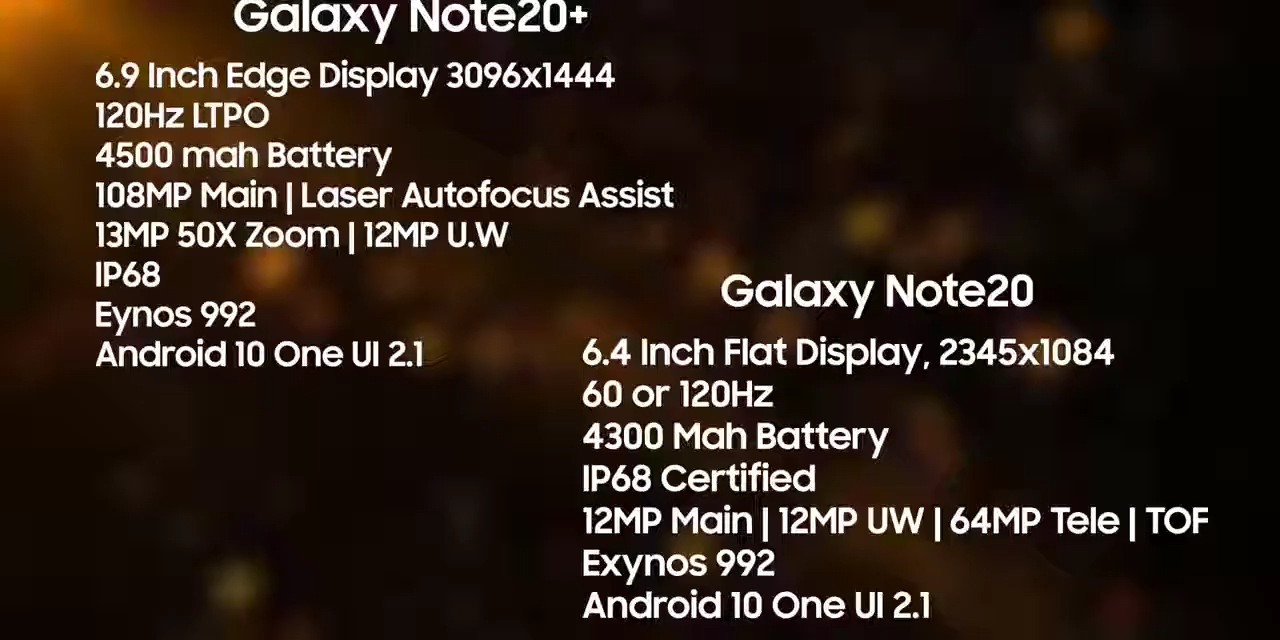 Galaxy Note20+
6.9 Inch Edge Display 3096x1444
120Hz LTPO
4500 mah Battery
108MP Main | Laser Autofocus Assist
13MP 50X Zoom | 12MP U.W
IP68
Eynos 992
Android 10 One UI 2.1
Galaxy Note20
6.4 Inch Flat Display, 2345x1084
60 or 120Hz
4300 Mah Battery
IP68 Certified
12MP Main | 12MP UW | 64MP Tele | TOF
Exynos 992
Android 10 One UI 2.1